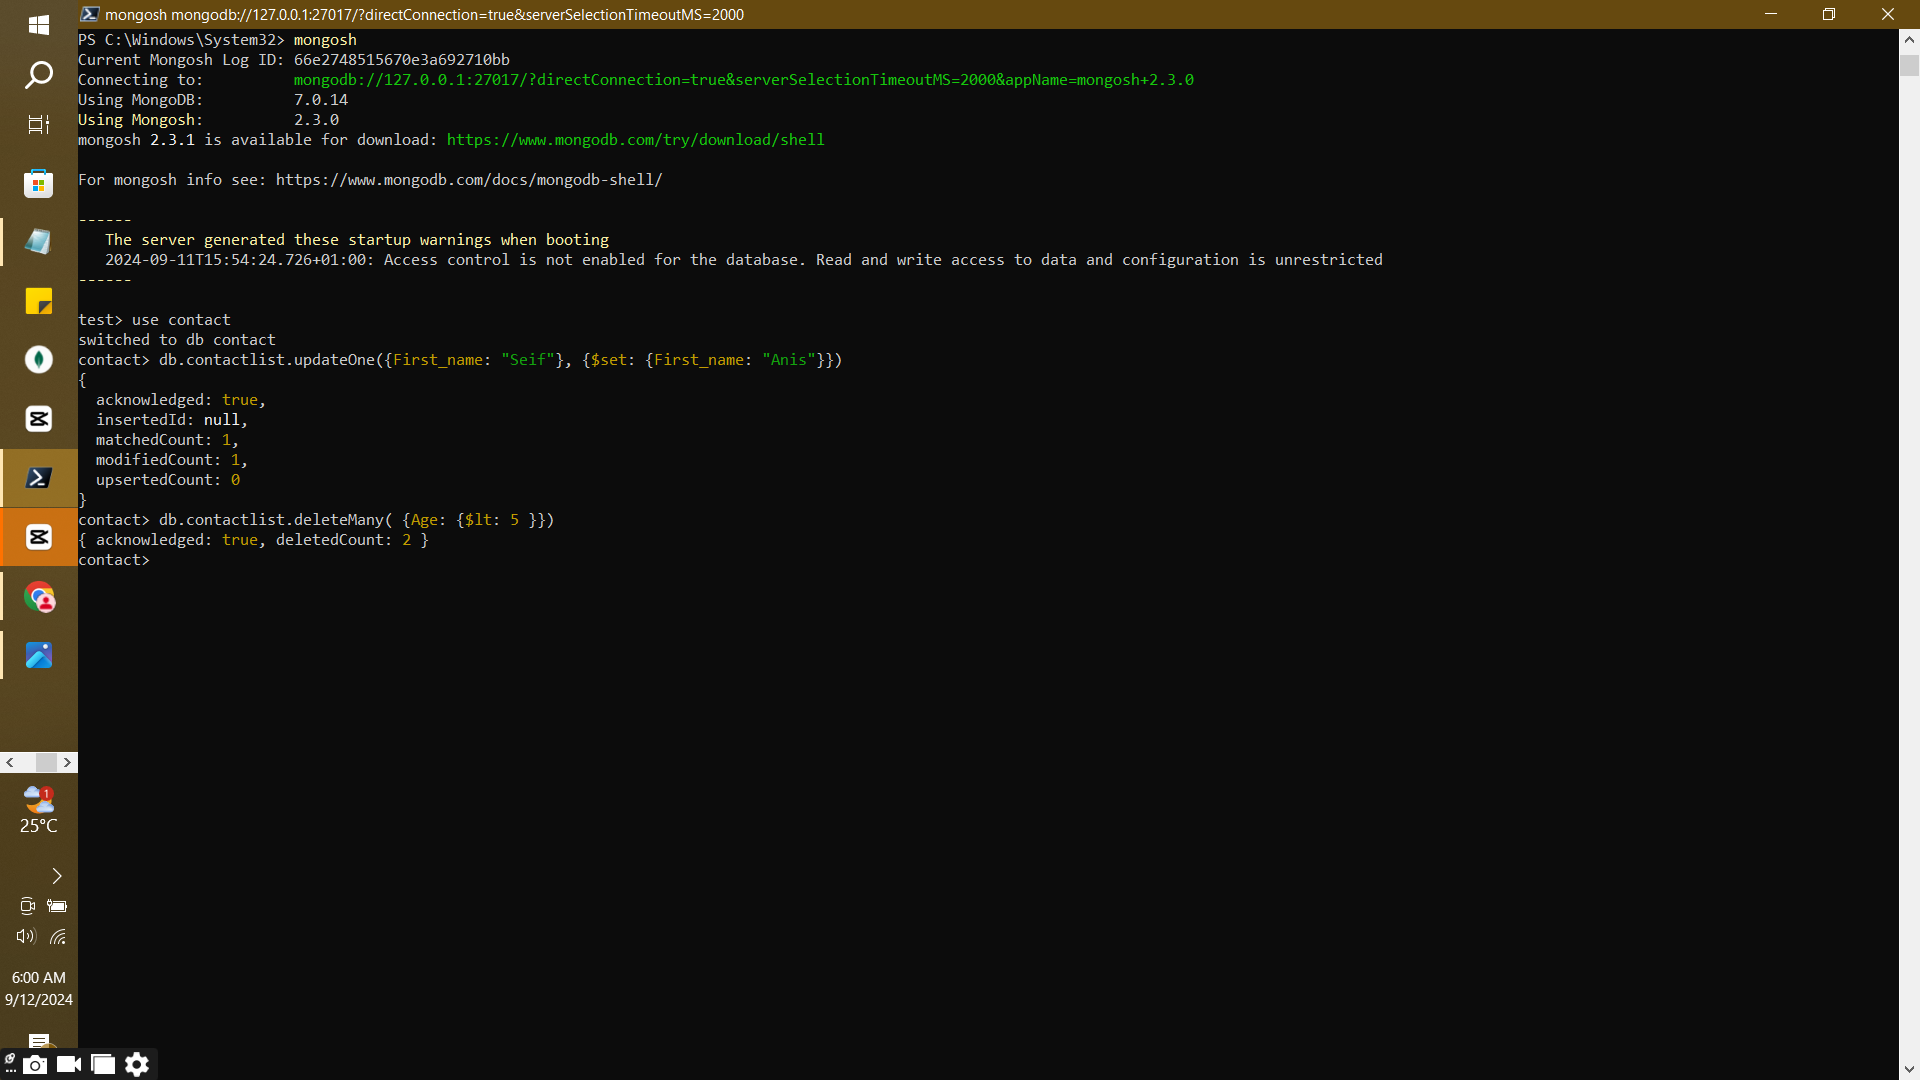 mongosh mongodb://127.0.0.1:27017/?directConnection=true&serverSelectionTimeoutMS=2000
PS C:\Windows\System32> mongosh
Current Mongosh Log ID: 66e2748515670e3a692710bb
Connecting to:          mongodb://127.0.0.1:27017/?directConnection=true&serverSelectionTimeoutMS=2000&appName=mongosh+2.3.0
Using MongoDB:          7.0.14
Using Mongosh:          2.3.0
mongosh 2.3.1 is available for download: https://www.mongodb.com/try/download/shell
For mongosh info see: https://www.mongodb.com/docs/mongodb-shell/
------
   The server generated these startup warnings when booting
   2024-09-11T15:54:24.726+01:00: Access control is not enabled for the database. Read and write access to data and configuration is unrestricted
------
test> use contact
switched to db contact
contact> db.contactlist.updateOne({First_name: "Seif"}, {$set: {First_name: "Anis"}})
{
  acknowledged: true,
  insertedId: null,
  matchedCount: 1,
  modifiedCount: 1,
  upsertedCount: 0
}
contact> db.contactlist.deleteMany( {Age: {$lt: 5 }})
{ acknowledged: true, deletedCount: 2 }
contact>
1
25°C
6:00 AM
9/12/2024